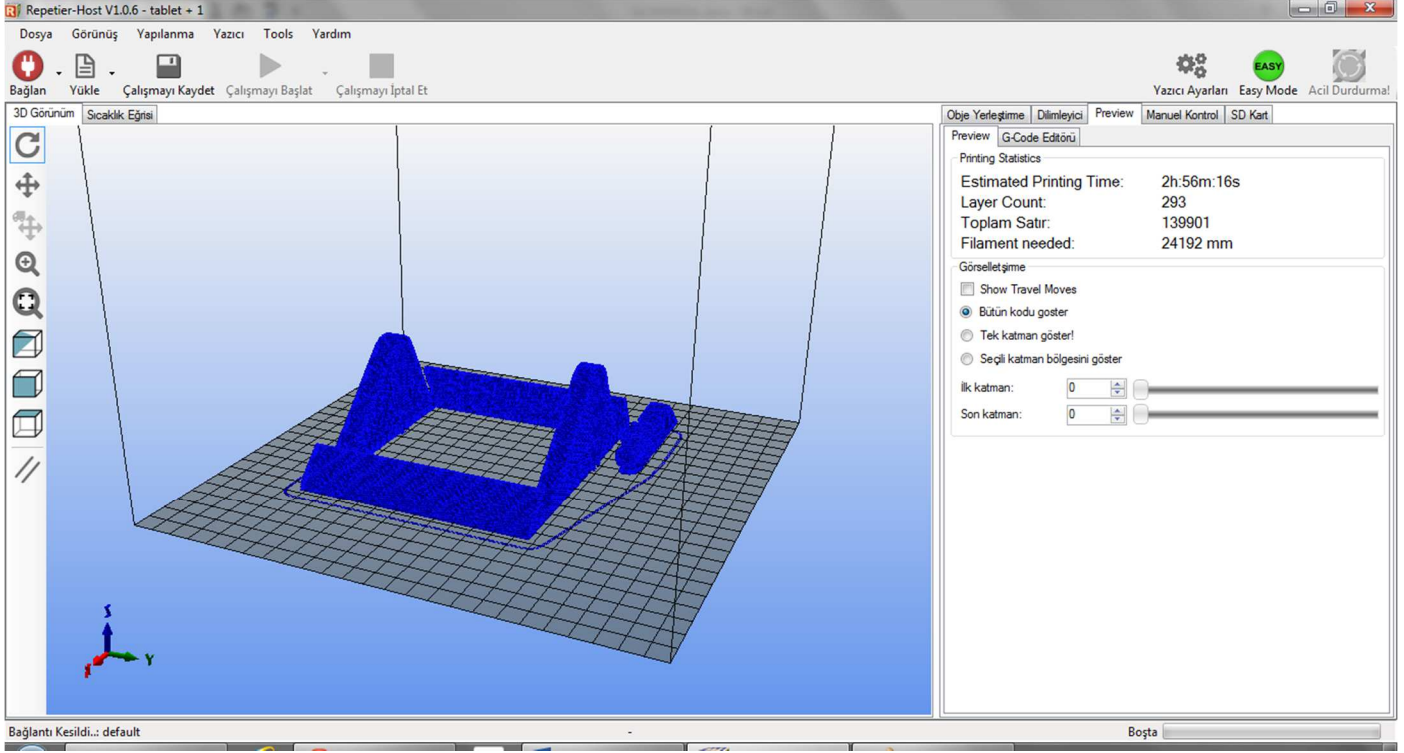 Repetier-Host V1.0.6 - tablet + 1
Dosya Görünüş Yapılanma Yazıcı Tools Yardım
EASY
Bağlan Yükle Çalışmayı Kaydet Çalışmayı Başlat Çalışmayı İptal Et Yazıcı Ayarları Easy Mode Acil Durdurma!
3D Görünüm Sıcaklık Eğrisi Obje Yerleştirme Dilimleyici Preview Manuel Kontrol SD Kart
Preview G-Code Editörü
Printing Statistics
Estimated Printing Time: 2h:56m:16s
Layer Count: 293
Toplam Satır: 139901
Filament needed: 24192 mm
Görselletşirme
Show Travel Moves
Bütün kodu goster
Tek katman göster!
Seçili katman bölgesini göster
İlk katman: 0
Son katman: 0
Y
Bağlantı Kesildi..: default - Boşta